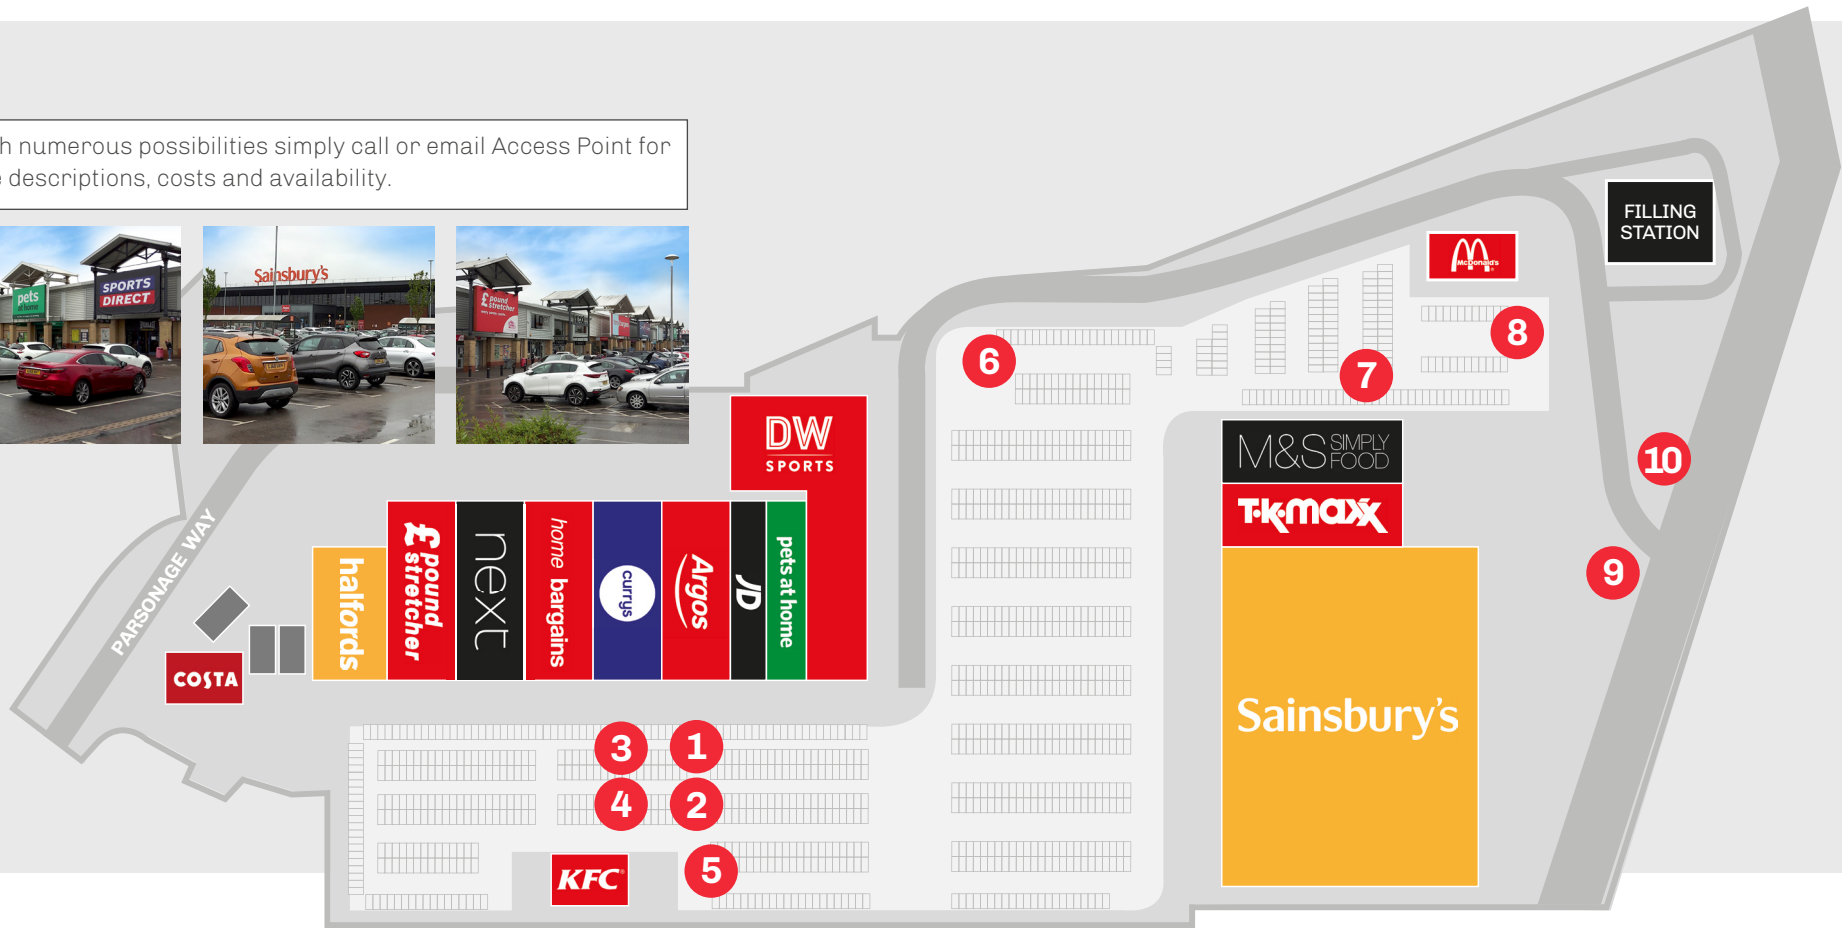 h numerous possibilities simply call or email Access Point for
e descriptions, costs and availability.
pets
at home
SPORTS
DIRECT
Sainsbury's
£ pound
stretcher
FILLING
STATION
McDonald's
6
7
8
10
9
M&S SIMPLY
FOOD
T·K·maxx
Sainsbury's
DW
SPORTS
PARSONAGE WAY
COSTA
halfords
£ pound
stretcher
next
home bargains
currys
Argos
JD
pets at home
3
1
4
2
5
KFC